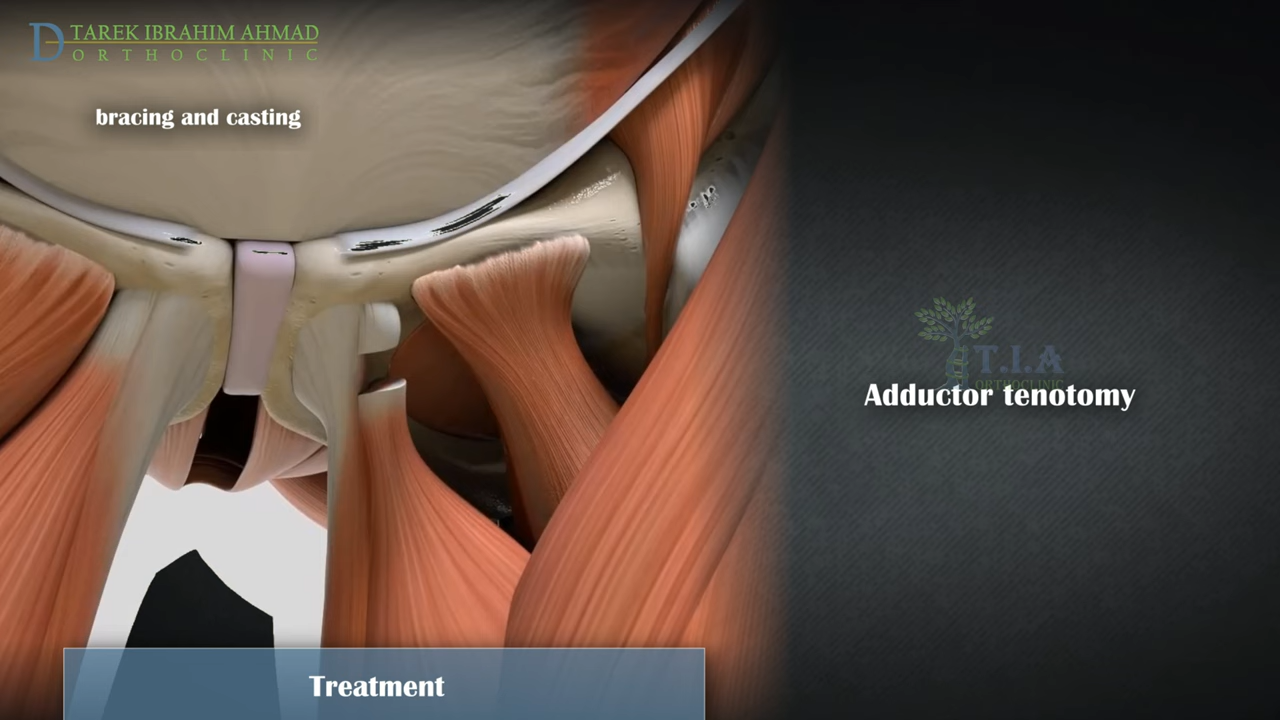 D TAREK IBRAHIM AHMAD
ORTHOCLINIC
bracing and casting
T.I.A
ORTHOCLINIC
Adductor tenotomy
Treatment